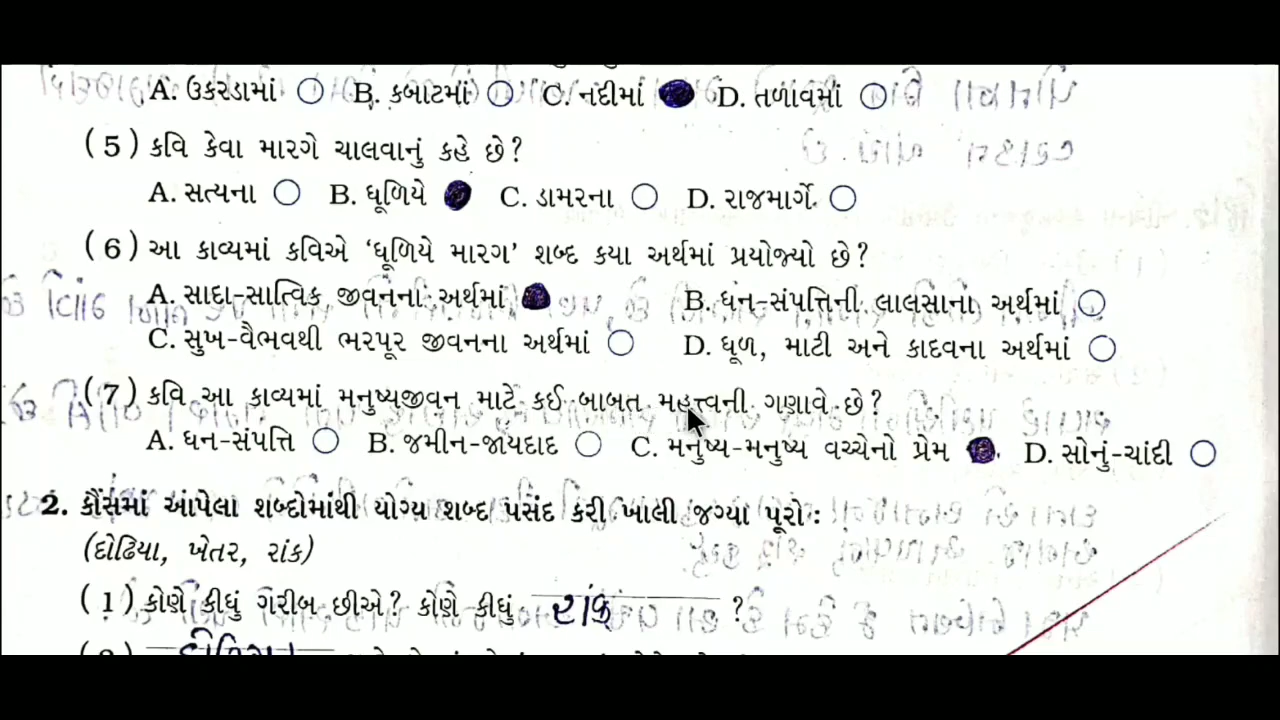 A. ઉકરડામાં B. કબાટમાં C. નદીમાં D. તળાવમાં
(5) કવિ કેવા મારગે ચાલવાનું કહે છે?
A. સત્યના B. ધૂળિયે C. ડામરના D. રાજમાર્ગે
(6) આ કાવ્યમાં કવિએ ‘ધૂળિયે મારગ’ શબ્દ કયા અર્થમાં પ્રયોજ્યો છે?
A. સાદા-સાત્વિક જીવનના અર્થમાં B. ધન-સંપત્તિની લાલસાના અર્થમાં
C. સુખ-વૈભવથી ભરપૂર જીવનના અર્થમાં D. ધૂળ, માટી અને કાદવના અર્થમાં
(7) કવિ આ કાવ્યમાં મનુષ્યજીવન માટે કઈ બાબત મહત્ત્વની ગણાવે છે?
A. ધન-સંપત્તિ B. જમીન-જાયદાદ C. મનુષ્ય-મનુષ્ય વચ્ચેનો પ્રેમ D. સોનું-ચાંદી
2. કૌંસમાં આપેલા શબ્દોમાંથી યોગ્ય શબ્દ પસંદ કરી ખાલી જગ્યા પૂરો :
(દોઢિયા, ખેતર, રાંક)
(1) કોણે કીધું ગરીબ છીએ? કોણે કીધું રાંક ?